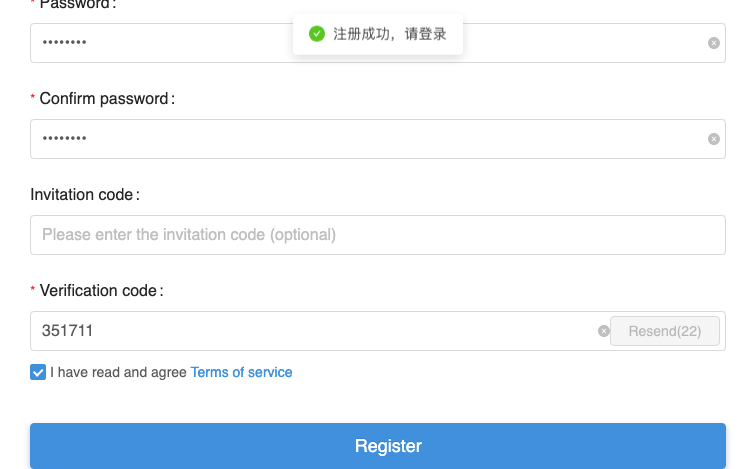 * Password:
注册成功，请登录
••••••••
* Confirm password:
••••••••
Invitation code:
Please enter the invitation code (optional)
* Verification code:
351711
Resend(22)
I have read and agree Terms of service
Register